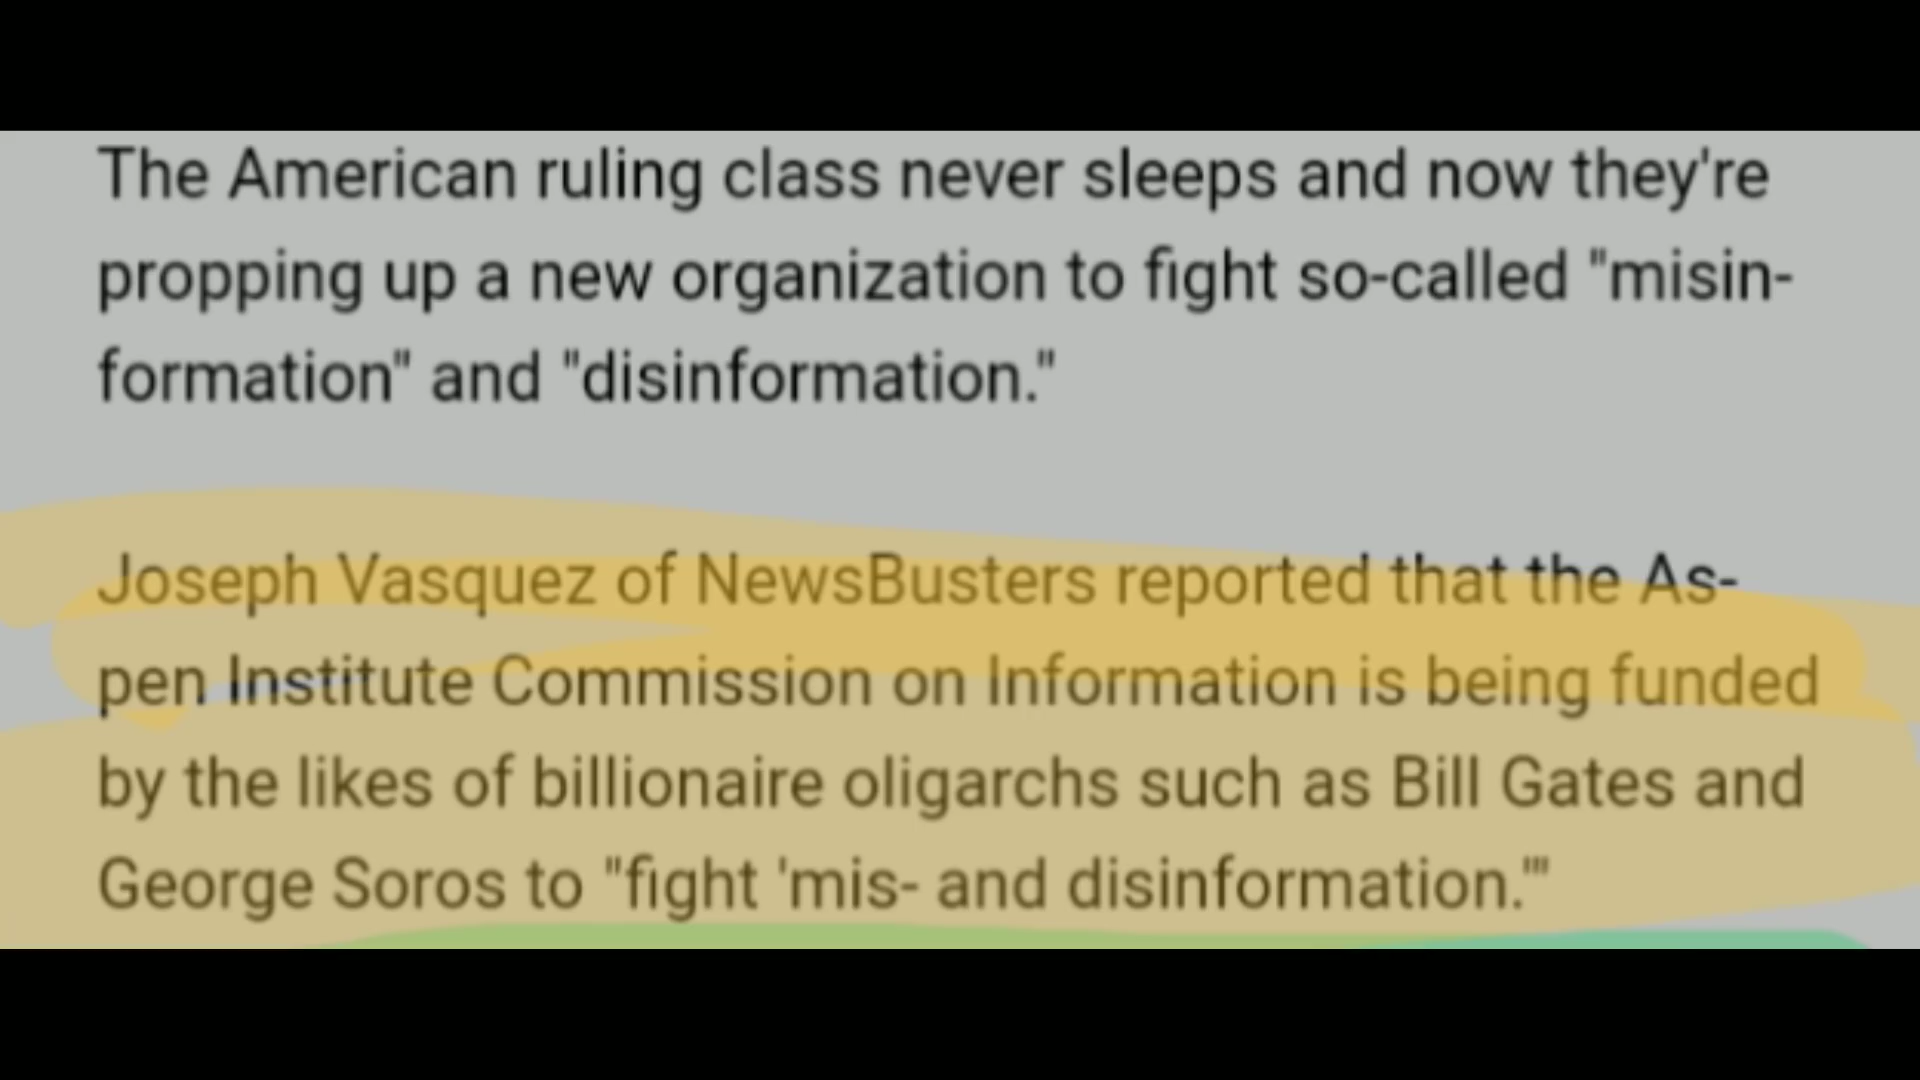 The American ruling class never sleeps and now they're
propping up a new organization to fight so-called "misin-
formation" and "disinformation."
Joseph Vasquez of NewsBusters reported that the As-
pen Institute Commission on Information is being funded
by the likes of billionaire oligarchs such as Bill Gates and
George Soros to "fight 'mis- and disinformation.'"